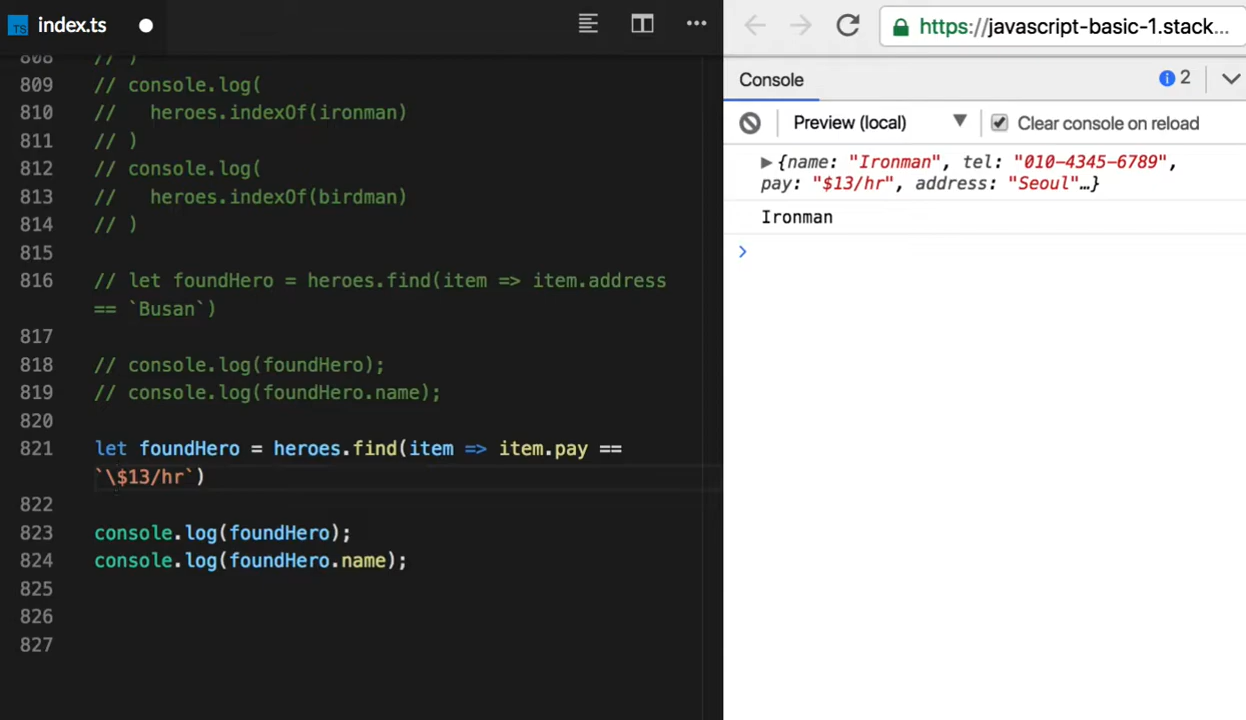 TS index.ts
https://javascript-basic-1.stack...
Console
2
Preview (local)
Clear console on reload
808 // )
809 // console.log(
810 //   heroes.indexOf(ironman)
811 // )
812 // console.log(
813 //   heroes.indexOf(birdman)
814 // )
815
816 // let foundHero = heroes.find(item => item.address
== `Busan`)
817
818 // console.log(foundHero);
819 // console.log(foundHero.name);
820
821 let foundHero = heroes.find(item => item.pay ==
`\$13/hr`)
822
823 console.log(foundHero);
824 console.log(foundHero.name);
825
826
827
▶{name: "Ironman", tel: "010-4345-6789",
pay: "$13/hr", address: "Seoul"…}
Ironman
>